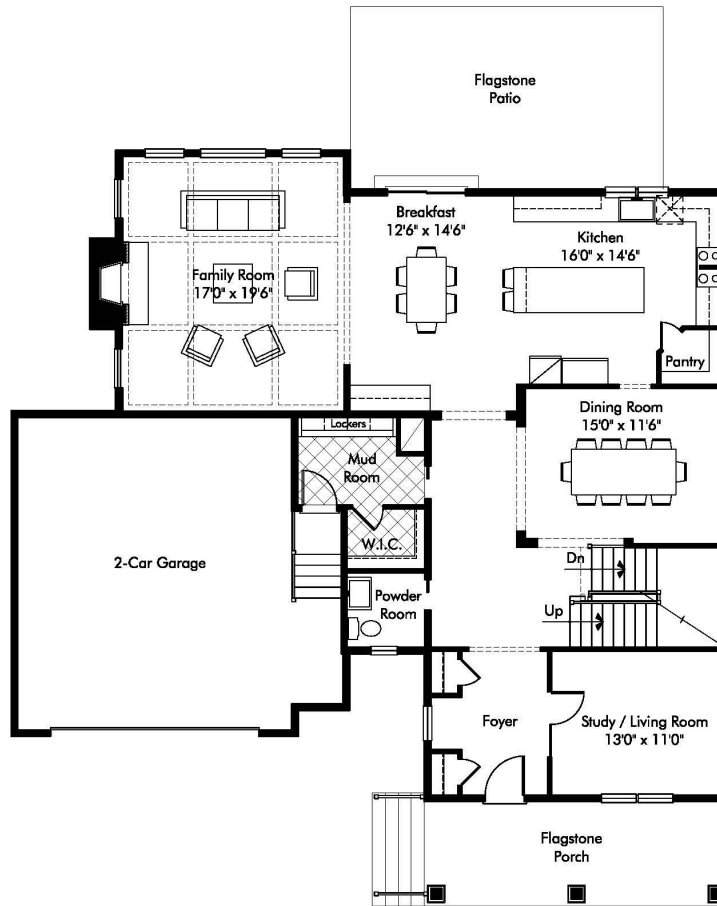 Flagstone
Patio
Breakfast
12'6" x 14'6"
Kitchen
16'0" x 14'6"
Family Room
17'0" x 19'6"
Pantry
Dining Room
15'0" x 11'6"
Lockers
Mud
Room
W.I.C.
2-Car Garage
Dn
Powder
Room
Up
Foyer
Study / Living Room
13'0" x 11'0"
Flagstone
Porch